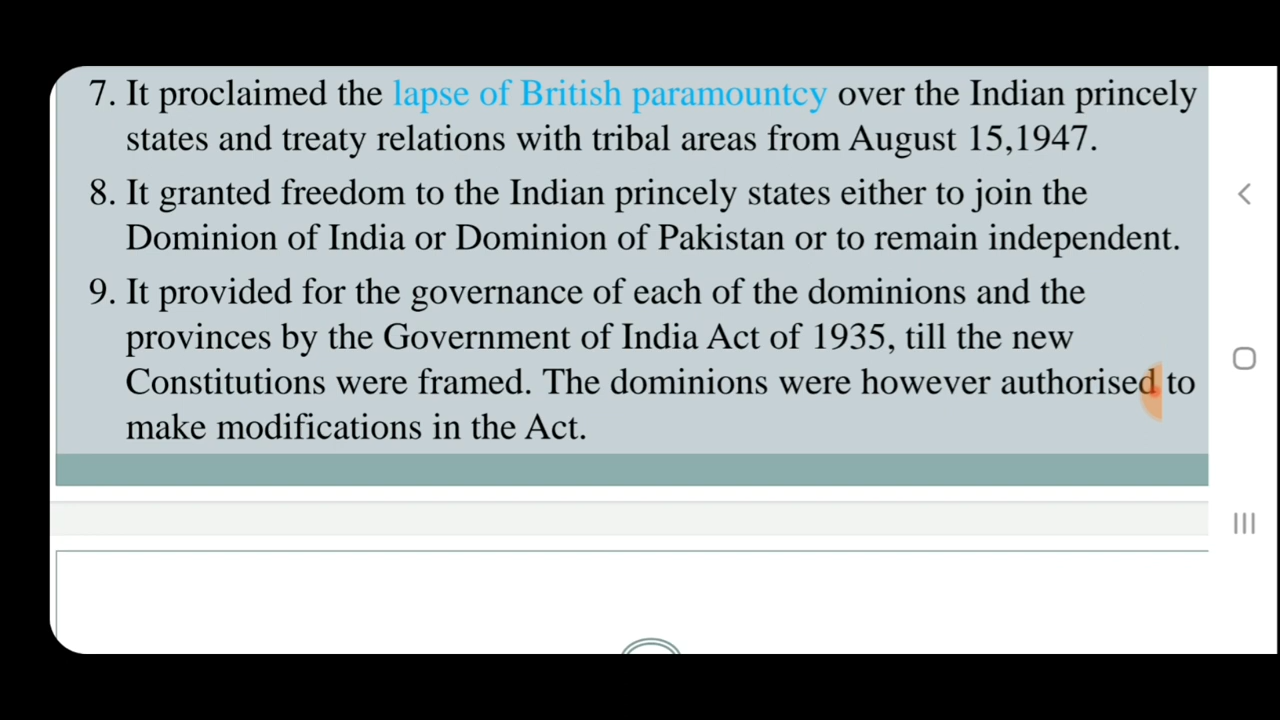 7. It proclaimed the lapse of British paramountcy over the Indian princely
states and treaty relations with tribal areas from August 15,1947.
8. It granted freedom to the Indian princely states either to join the
Dominion of India or Dominion of Pakistan or to remain independent.
9. It provided for the governance of each of the dominions and the
provinces by the Government of India Act of 1935, till the new
Constitutions were framed. The dominions were however authorised to
make modifications in the Act.